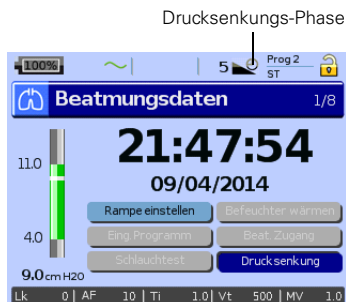 Drucksenkungs-Phase
100% 5 Prog 2
ST
Beatmungsdaten 1/8
21:47:54
11.0
09/04/2014
Rampe einstellen Befeuchter wärmen
4.0 Eing. Programm Beat. Zugang
Schlauchtest Drucksenkung
9.0 cm H2O
Lk 0 AF 10 Ti 1.0 Vt 500 MV 1.0